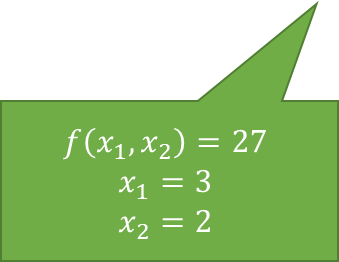 f(x₁, x₂) = 27
x₁ = 3
x₂ = 2